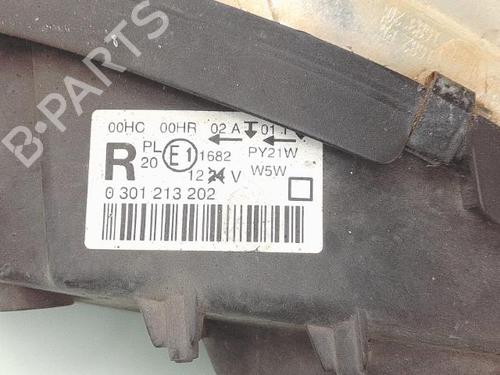 00HC 00HR 02 A 01
PL
R 20 E1 1682 PY21W
12 24 V W5W
0 301 213 202
B-PARTS